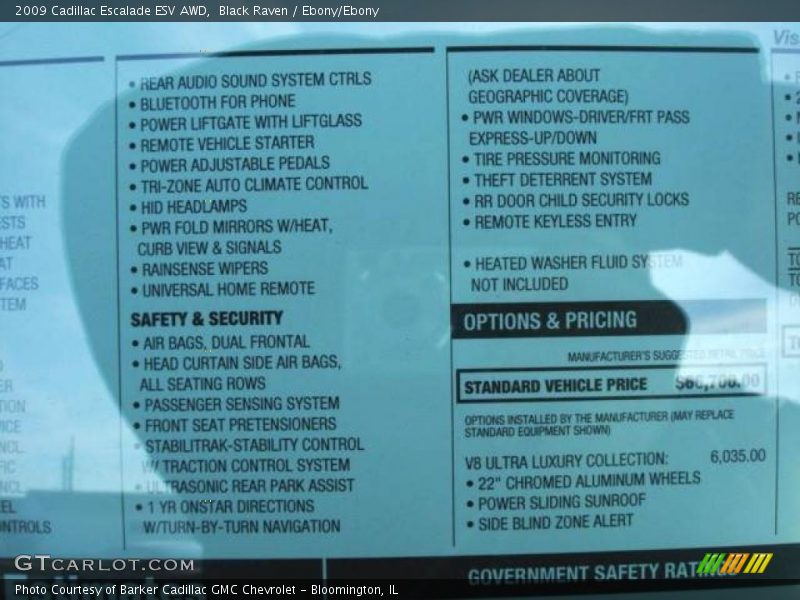 2009 Cadillac Escalade ESV AWD, Black Raven / Ebony/Ebony
• REAR AUDIO SOUND SYSTEM CTRLS
• BLUETOOTH FOR PHONE
• POWER LIFTGATE WITH LIFTGLASS
• REMOTE VEHICLE STARTER
• POWER ADJUSTABLE PEDALS
• TRI-ZONE AUTO CLIMATE CONTROL
• HID HEADLAMPS
• PWR FOLD MIRRORS W/HEAT,
CURB VIEW & SIGNALS
• RAINSENSE WIPERS
• UNIVERSAL HOME REMOTE
SAFETY & SECURITY
• AIR BAGS, DUAL FRONTAL
• HEAD CURTAIN SIDE AIR BAGS,
ALL SEATING ROWS
• PASSENGER SENSING SYSTEM
• FRONT SEAT PRETENSIONERS
• STABILITRAK-STABILITY CONTROL
W/ TRACTION CONTROL SYSTEM
• ULTRASONIC REAR PARK ASSIST
• 1 YR ONSTAR DIRECTIONS
W/TURN-BY-TURN NAVIGATION
(ASK DEALER ABOUT
GEOGRAPHIC COVERAGE)
• PWR WINDOWS-DRIVER/FRT PASS
EXPRESS-UP/DOWN
• TIRE PRESSURE MONITORING
• THEFT DETERRENT SYSTEM
• RR DOOR CHILD SECURITY LOCKS
• REMOTE KEYLESS ENTRY
• HEATED WASHER FLUID SYSTEM
NOT INCLUDED
OPTIONS & PRICING
MANUFACTURER'S SUGGESTED RETAIL PRICE
STANDARD VEHICLE PRICE
OPTIONS INSTALLED BY THE MANUFACTURER (MAY REPLACE
STANDARD EQUIPMENT SHOWN)
V8 ULTRA LUXURY COLLECTION: 6,035.00
• 22" CHROMED ALUMINUM WHEELS
• POWER SLIDING SUNROOF
• SIDE BLIND ZONE ALERT
GOVERNMENT SAFETY
GTCARLOT.COM
Photo Courtesy of Barker Cadillac GMC Chevrolet - Bloomington, IL